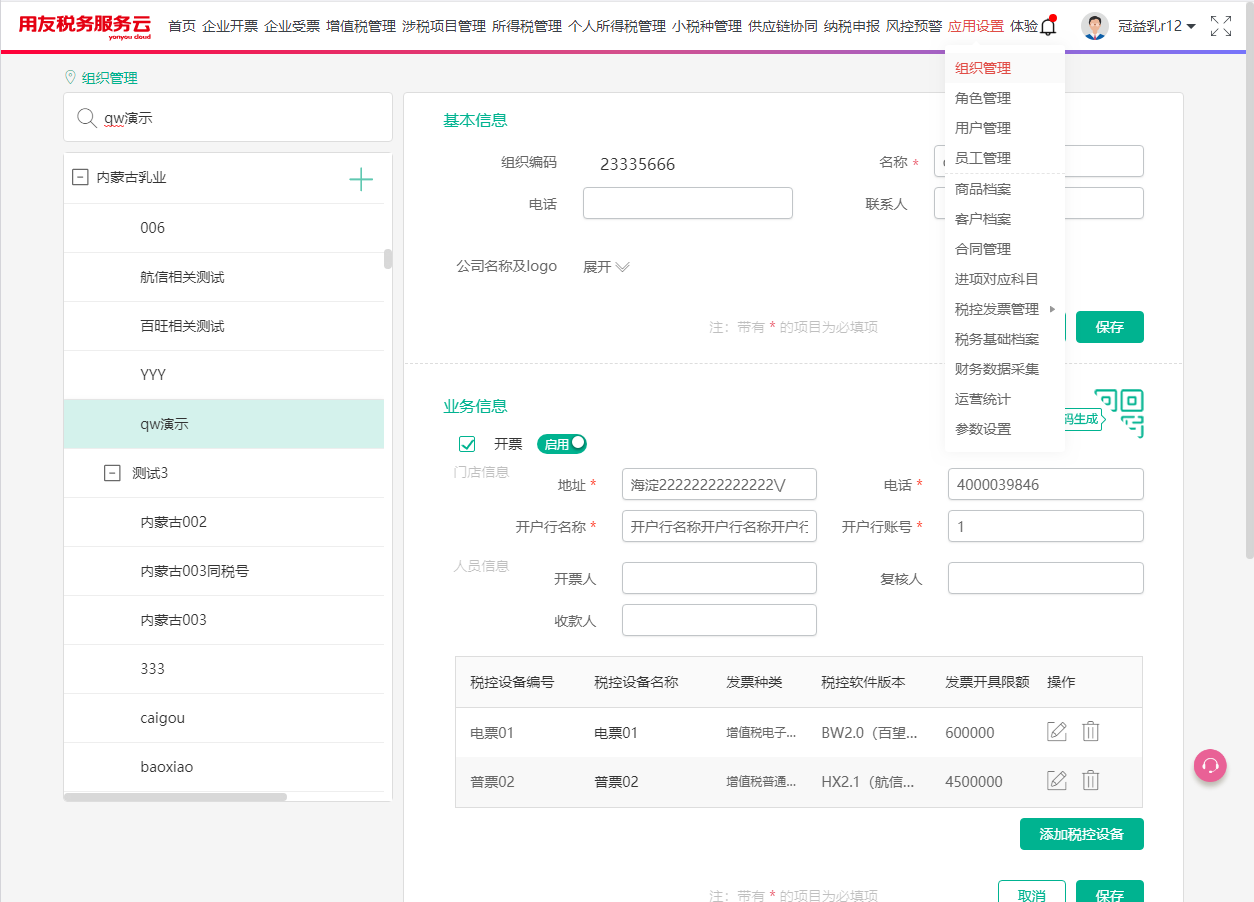 用友税务服务云
yonyou cloud
首页 企业开票 企业受票 增值税管理 涉税项目管理 所得税管理 个人所得税管理 小税种管理 供应链协同 纳税申报 风控预警 应用设置 体验
冠益乳r12
组织管理
角色管理
用户管理
员工管理
商品档案
客户档案
合同管理
进项对应科目
税控发票管理
税务基础档案
财务数据采集
运营统计
参数设置
组织管理
qw演示
内蒙古乳业
006
航信相关测试
百旺相关测试
YYY
qw演示
测试3
内蒙古002
内蒙古003同税号
内蒙古003
333
caigou
baoxiao
基本信息
组织编码 23335666 名称 *
电话 联系人
公司名称及logo 展开
注：带有 * 的项目为必填项 保存
业务信息
码生成
开票 启用
门店信息
地址 * 海淀22222222222222\/ 电话 * 4000039846
开户行名称 * 开户行名称开户行名称开户行 开户行账号 * 1
人员信息
开票人 复核人
收款人
税控设备编号 税控设备名称 发票种类 税控软件版本 发票开具限额 操作
电票01 电票01 增值税电子... BW2.0（百望... 600000
普票02 普票02 增值税普通... HX2.1（航信... 4500000
添加税控设备
注：带有 * 的项目为必填项 取消 保存